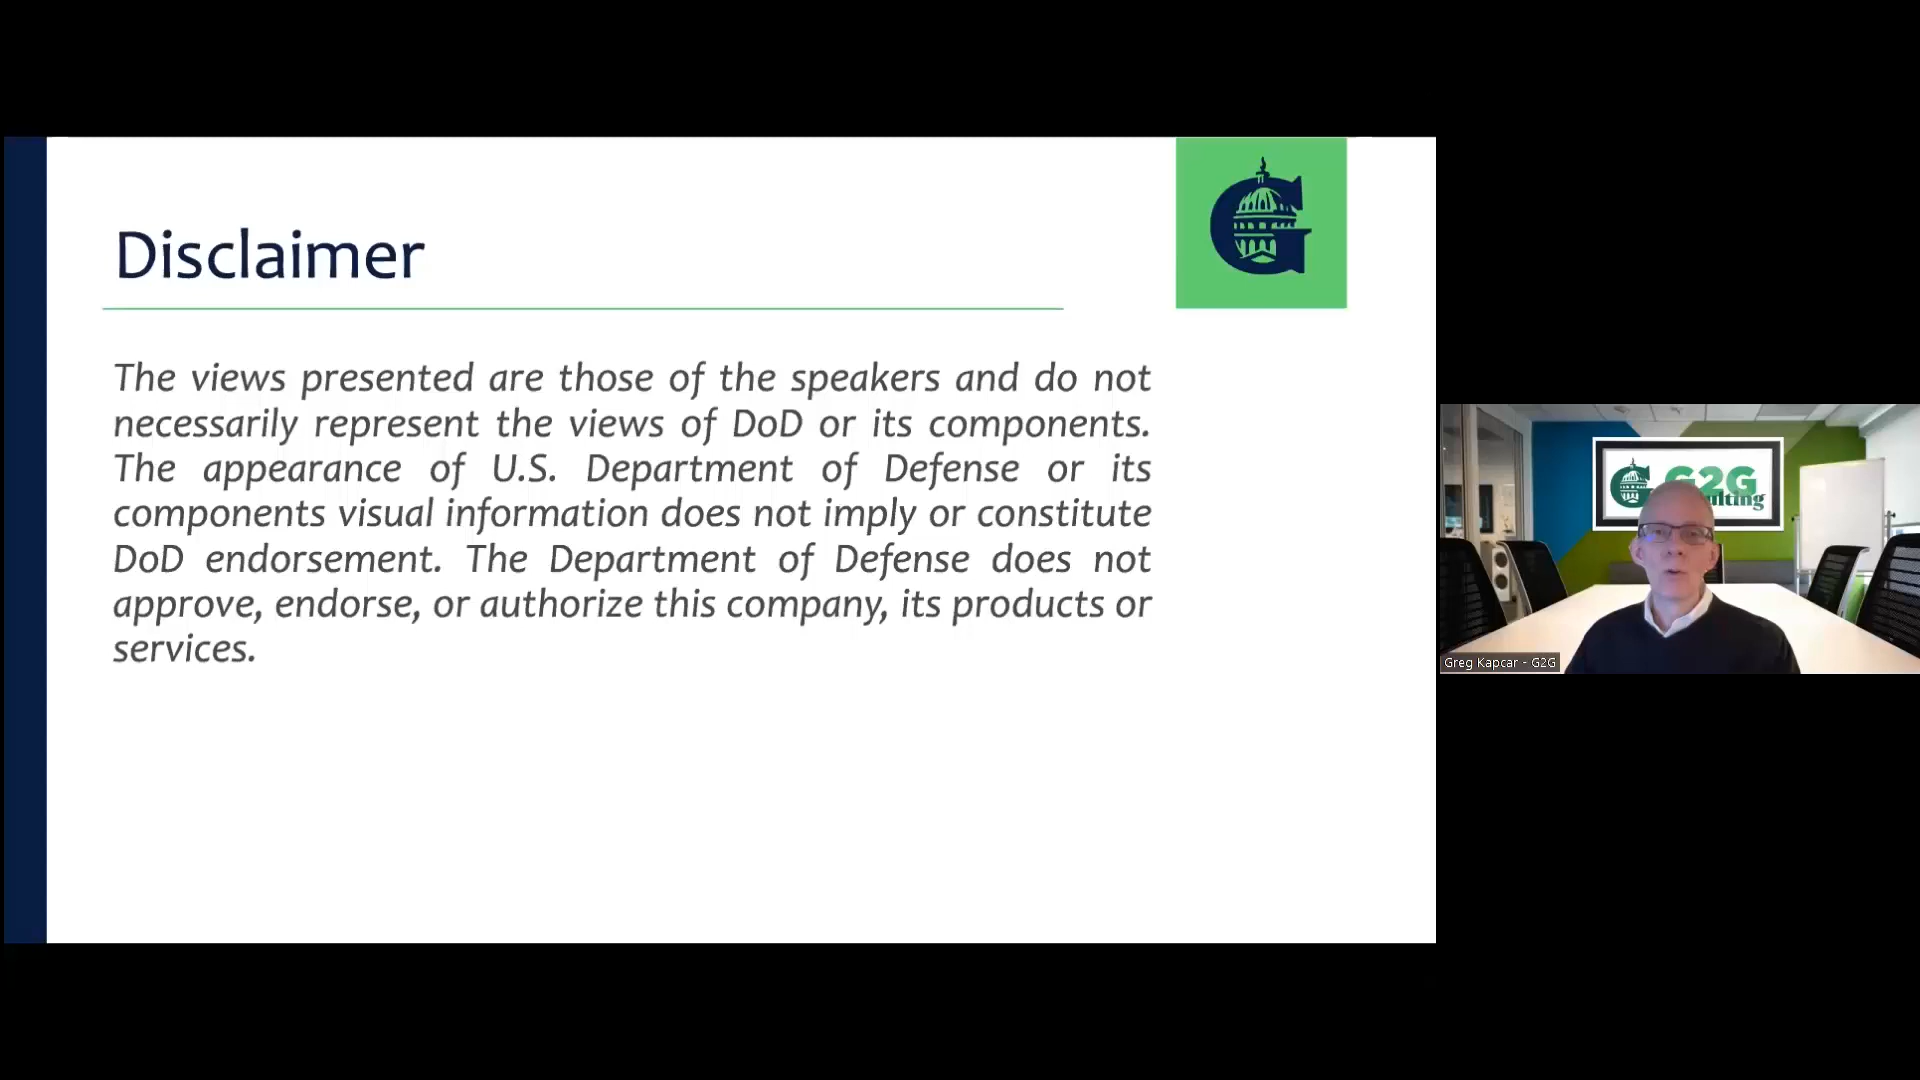 Disclaimer
The views presented are those of the speakers and do not
necessarily represent the views of DoD or its components.
The appearance of U.S. Department of Defense or its
components visual information does not imply or constitute
DoD endorsement. The Department of Defense does not
approve, endorse, or authorize this company, its products or
services.
G
G2G
Greg Kapcar - G2G